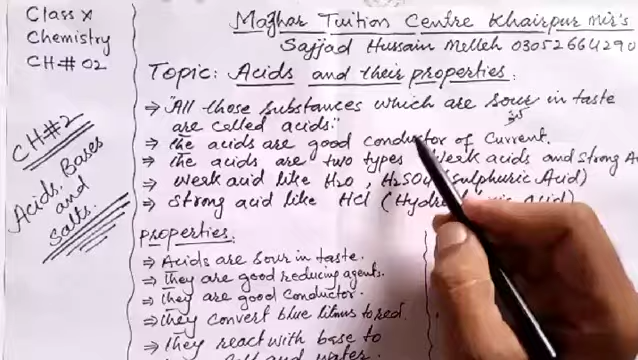 Class X
Chemistry
CH#02
Mazhar Tuition Centre Khairpur Mir's
Sajjad Hussain Melleh 03052664290
Topic: Acids and their properties.
CH#2
Acids, Bases
and
Salts.
⇒ "All those substances which are sour in taste
are called acids."
⇒ The acids are good conductor of Current.
⇒ The acids are two types Weak acids and Strong A
⇒ Weak acid like H2O, H2SO4 (Sulphuric Acid)
⇒ Strong acid like HCl ( acid)
Properties:
⇒ Acids are sour in taste.
⇒ They are good reducing agents.
⇒ They are good conductor.
⇒ They convert blue litmus to red.
⇒ They react with base to
and water.